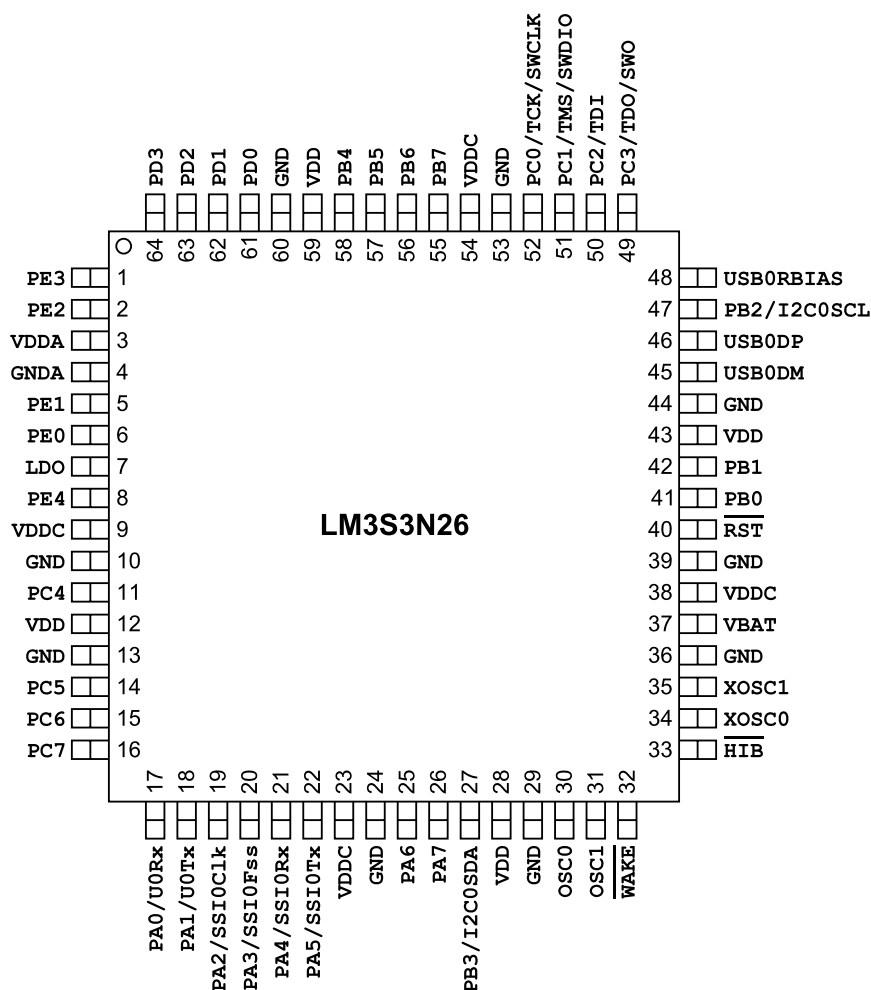 PD3
PD2
PD1
PD0
GND
VDD
PB4
PB5
PB6
PB7
VDDC
GND
PC0/TCK/SWCLK
PC1/TMS/SWDIO
PC2/TDI
PC3/TDO/SWO
64
63
62
61
60
59
58
57
56
55
54
53
52
51
50
49
PE3 1
PE2 2
VDDA 3
GNDA 4
PE1 5
PE0 6
LDO 7
PE4 8
VDDC 9
GND 10
PC4 11
VDD 12
GND 13
PC5 14
PC6 15
PC7 16
LM3S3N26
48 USB0RBIAS
47 PB2/I2C0SCL
46 USB0DP
45 USB0DM
44 GND
43 VDD
42 PB1
41 PB0
40 RST
39 GND
38 VDDC
37 VBAT
36 GND
35 XOSC1
34 XOSC0
33 HIB
17
18
19
20
21
22
23
24
25
26
27
28
29
30
31
32
PA0/U0Rx
PA1/U0Tx
PA2/SSI0Clk
PA3/SSI0Fss
PA4/SSI0Rx
PA5/SSI0Tx
VDDC
GND
PA6
PA7
PB3/I2C0SDA
VDD
GND
OSC0
OSC1
WAKE